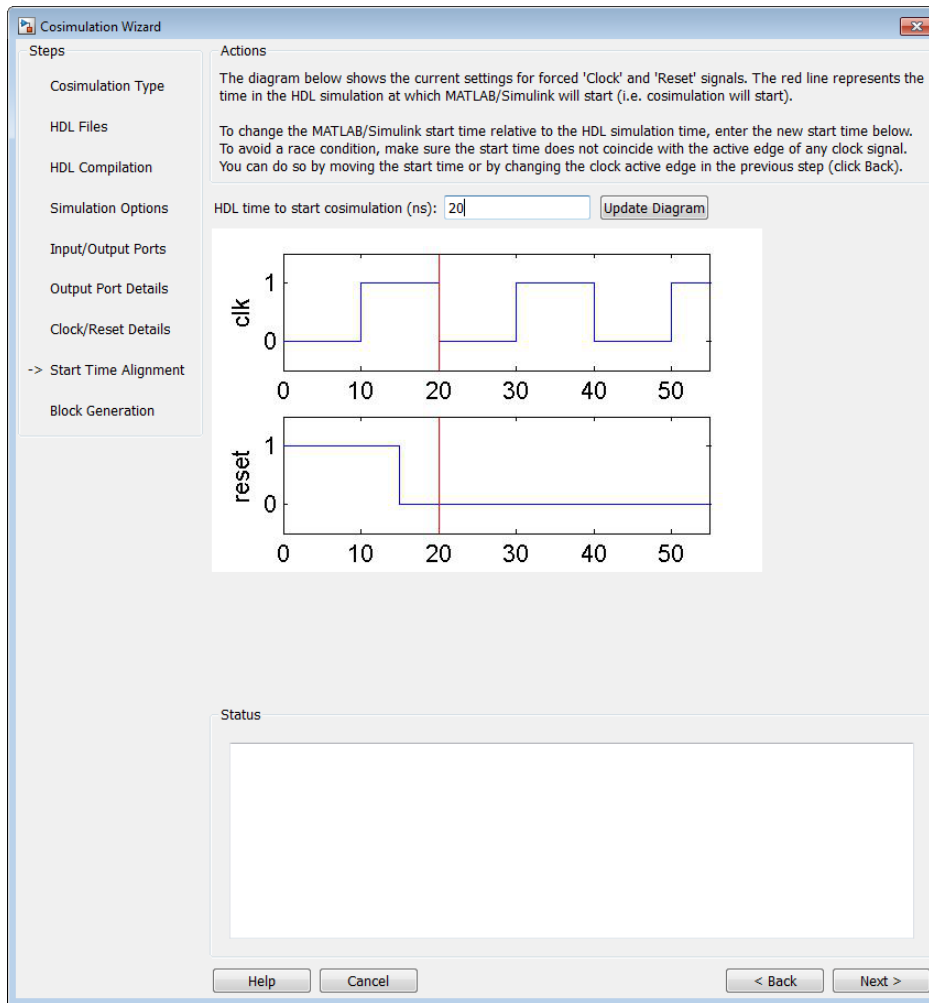 Cosimulation Wizard
Steps
Cosimulation Type
HDL Files
HDL Compilation
Simulation Options
Input/Output Ports
Output Port Details
Clock/Reset Details
-> Start Time Alignment
Block Generation
Actions
The diagram below shows the current settings for forced 'Clock' and 'Reset' signals. The red line represents the
time in the HDL simulation at which MATLAB/Simulink will start (i.e. cosimulation will start).
To change the MATLAB/Simulink start time relative to the HDL simulation time, enter the new start time below.
To avoid a race condition, make sure the start time does not coincide with the active edge of any clock signal.
You can do so by moving the start time or by changing the clock active edge in the previous step (click Back).
HDL time to start cosimulation (ns): 20 Update Diagram
clk
1
0
0 10 20 30 40 50
reset
1
0
0 10 20 30 40 50
Status
Help Cancel < Back Next >